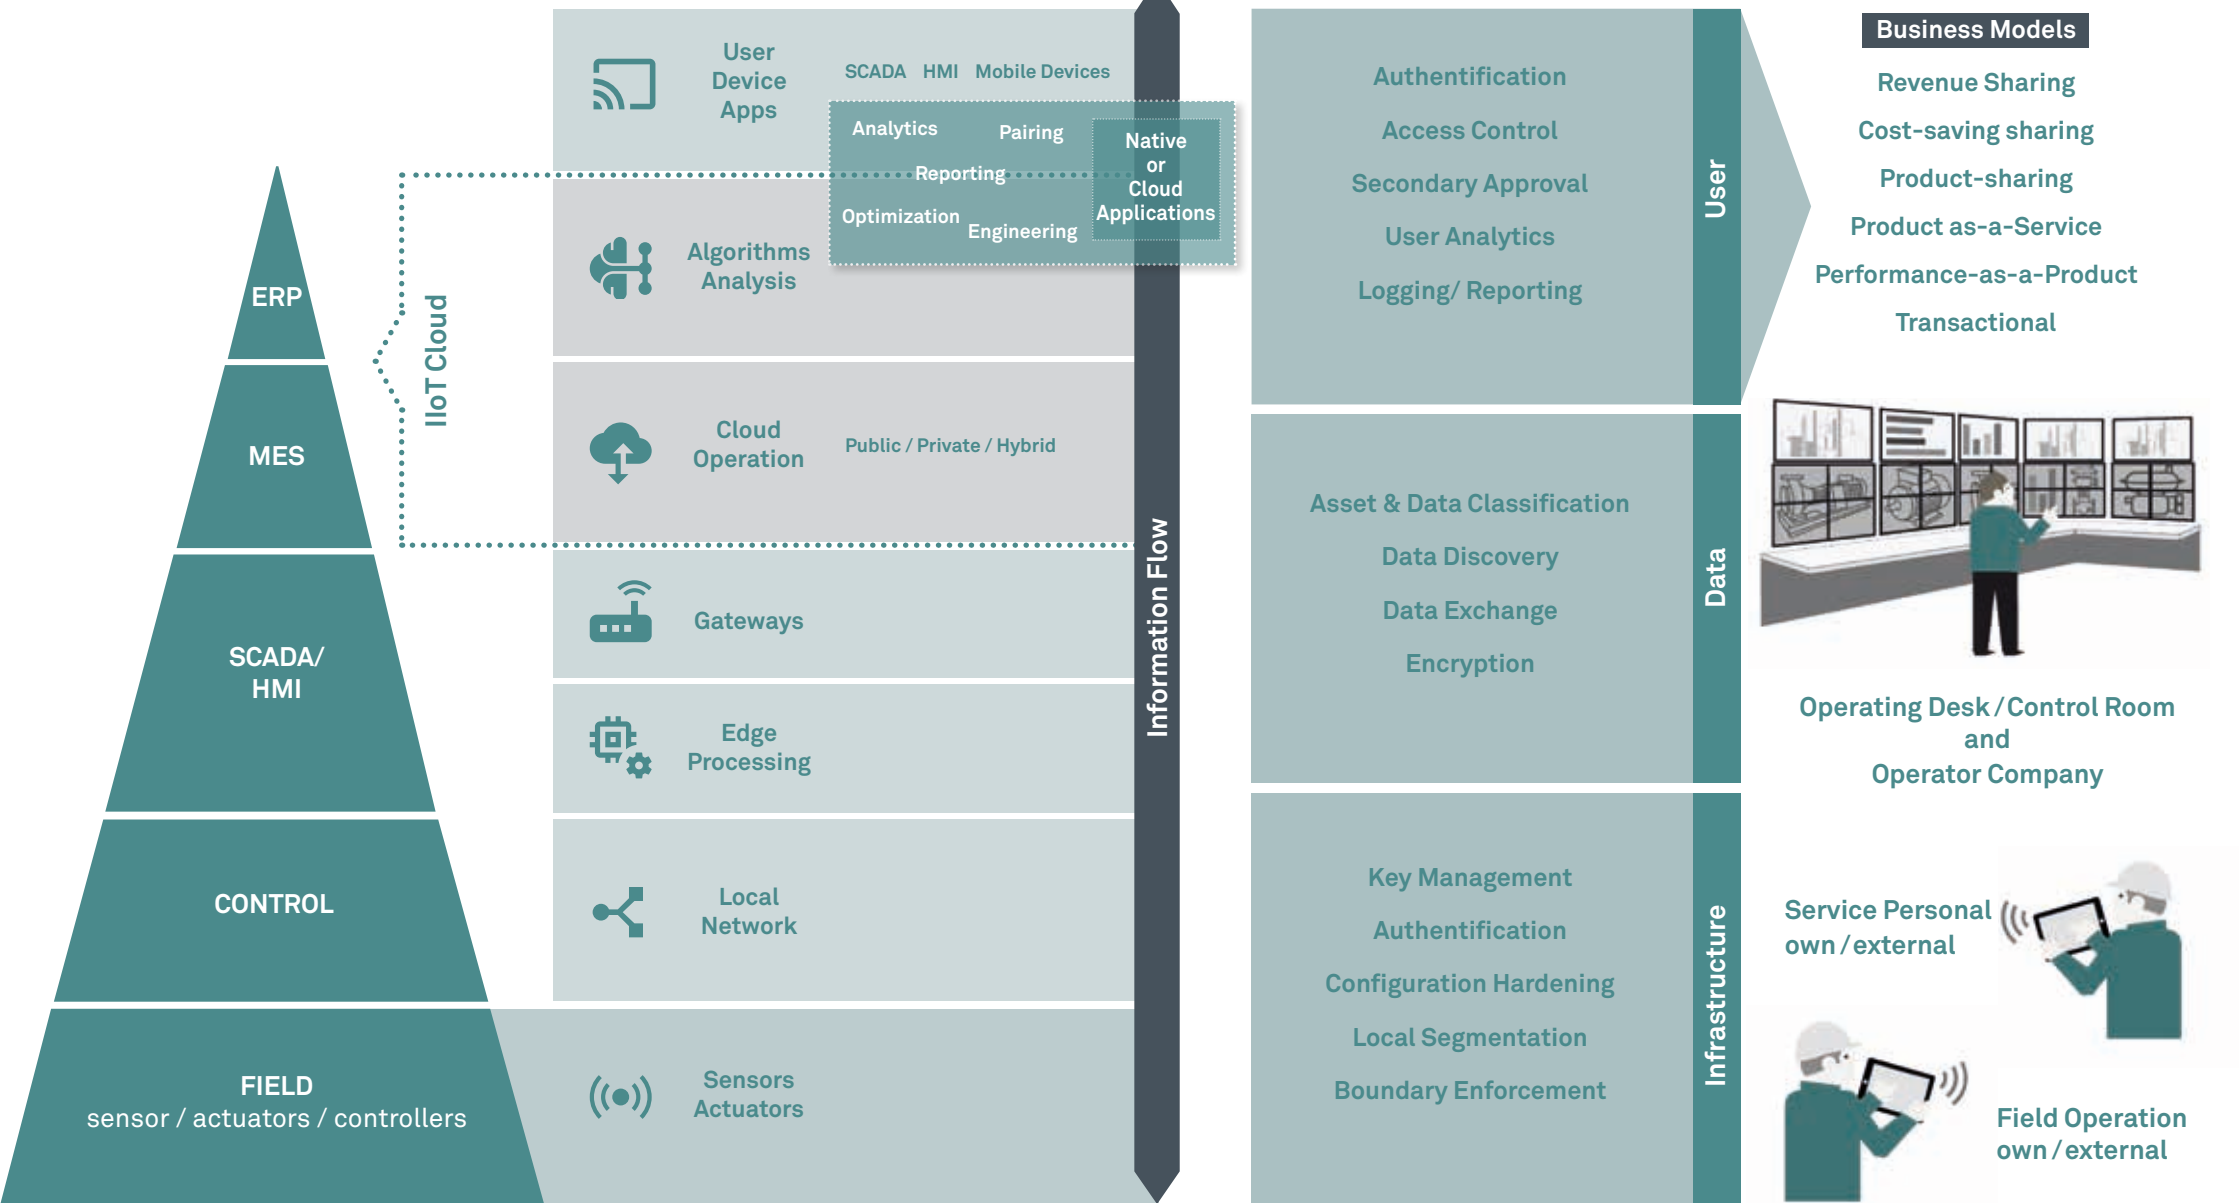 ERP
MES
SCADA/
HMI
CONTROL
FIELD
sensor / actuators / controllers
IIoT Cloud
User
Device
Apps
SCADA HMI Mobile Devices
Analytics
Pairing
Reporting
Optimization
Engineering
Native
or
Cloud
Applications
Algorithms
Analysis
Cloud
Operation
Public / Private / Hybrid
Gateways
Edge
Processing
Local
Network
Sensors
Actuators
Information Flow
Authentification
Access Control
Secondary Approval
User Analytics
Logging/ Reporting
User
Asset & Data Classification
Data Discovery
Data Exchange
Encryption
Data
Key Management
Authentification
Configuration Hardening
Local Segmentation
Boundary Enforcement
Infrastructure
Business Models
Revenue Sharing
Cost-saving sharing
Product-sharing
Product as-a-Service
Performance-as-a-Product
Transactional
Operating Desk / Control Room
and
Operator Company
Service Personal
own / external
Field Operation
own / external